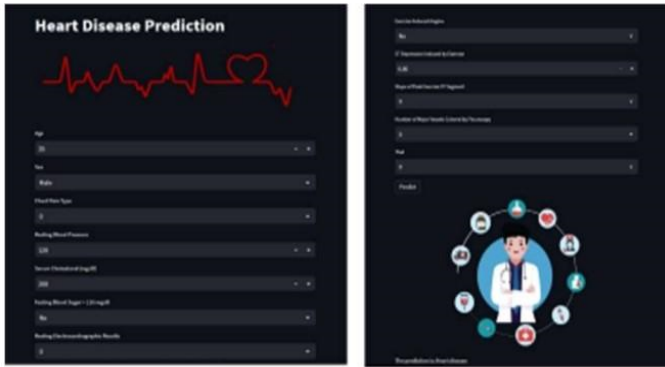 Heart Disease Prediction
Age
Sex
Male
Chest Pain Type
0
Resting Blood Pressure
120
Serum Cholesterol (mg/dl)
200
Fasting Blood Sugar > 120 mg/dl
No
Resting Electrocardiographic Results
0
Exercise Induced Angina
No
ST Depression Induced by Exercise
Slope of Peak Exercise ST Segment
0
Number of Major Vessels Colored by Fluoroscopy
0
Thal
0
Predict
The prediction is: Heart disease